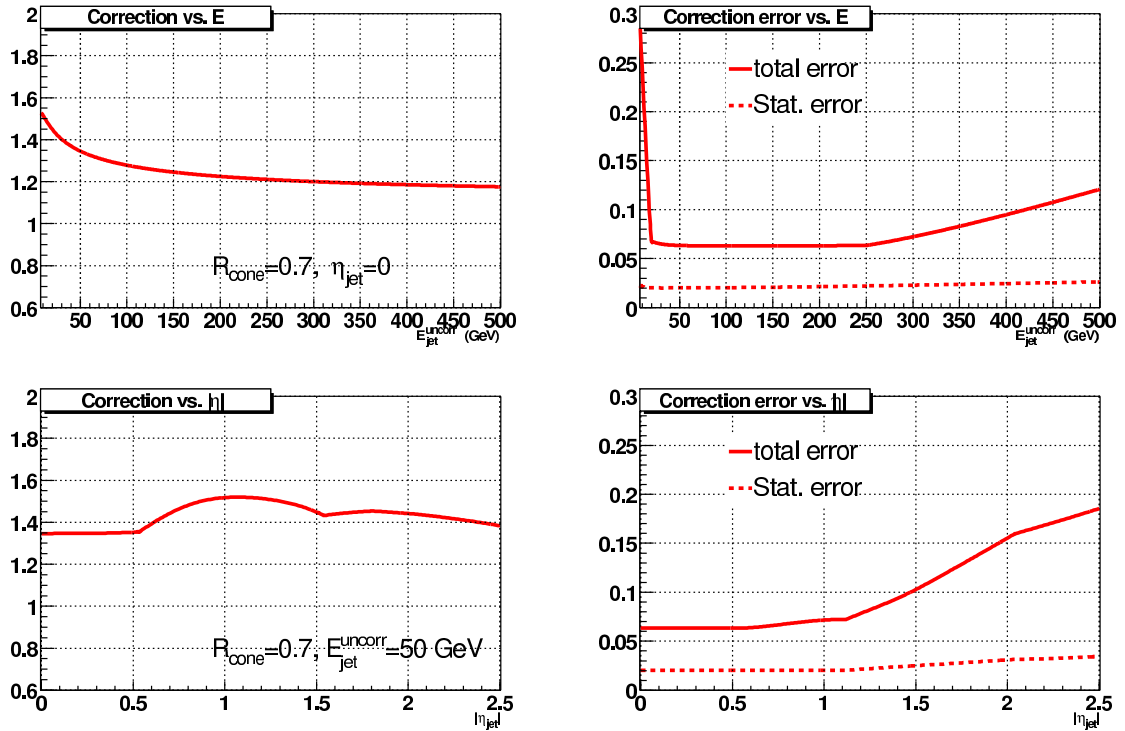 Correction vs. E
2
1.8
1.6
1.4
1.2
1
0.8
0.6
R_cone=0.7, η_jet=0
50 100 150 200 250 300 350 400 450 500
E_jet^uncorr (GeV)
Correction error vs. E
0.3
0.25
0.2
0.15
0.1
0.05
0
total error
Stat. error
50 100 150 200 250 300 350 400 450 500
E_jet^uncorr (GeV)
Correction vs. |η|
2
1.8
1.6
1.4
1.2
1
0.8
0.6
R_cone=0.7, E_jet^uncorr=50 GeV
0 0.5 1 1.5 2 2.5
|η_jet|
Correction error vs. |η|
0.3
0.25
0.2
0.15
0.1
0.05
0
total error
Stat. error
0 0.5 1 1.5 2 2.5
|η_jet|